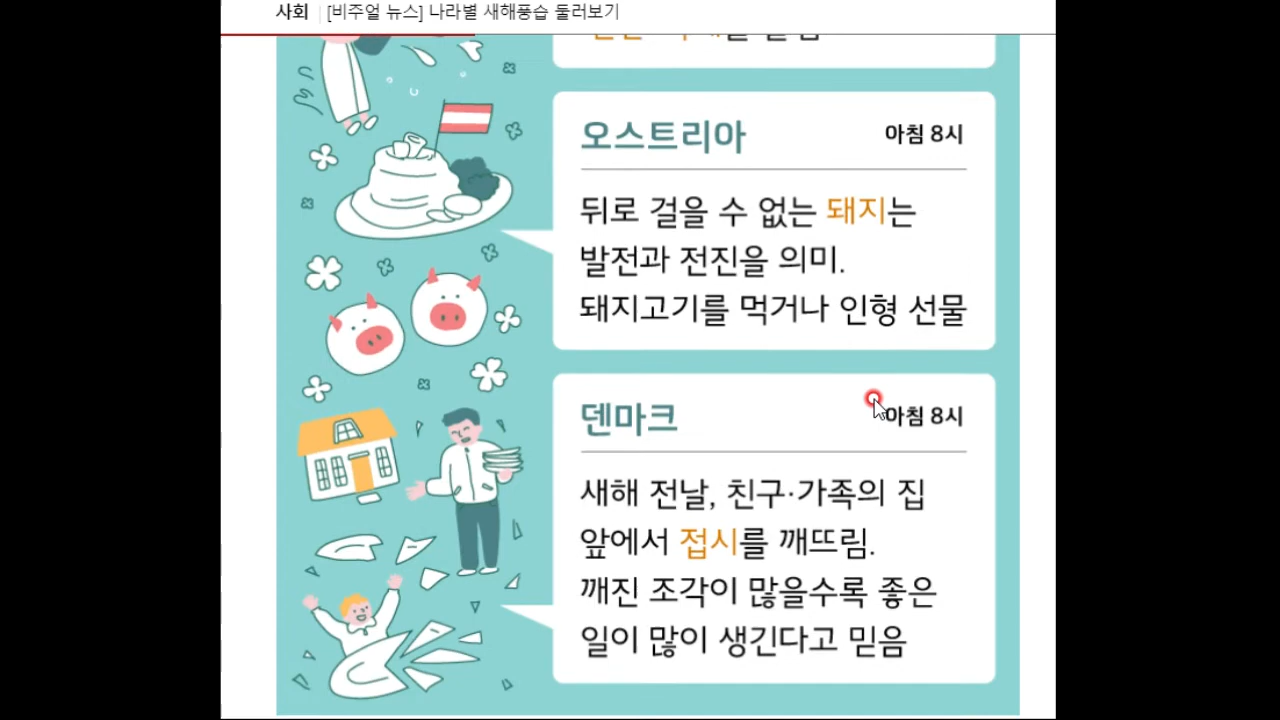 사회 [비주얼 뉴스] 나라별 새해풍습 둘러보기
오스트리아 아침 8시
뒤로 걸을 수 없는 돼지는
발전과 전진을 의미.
돼지고기를 먹거나 인형 선물
덴마크 아침 8시
새해 전날, 친구·가족의 집
앞에서 접시를 깨뜨림.
깨진 조각이 많을수록 좋은
일이 많이 생긴다고 믿음